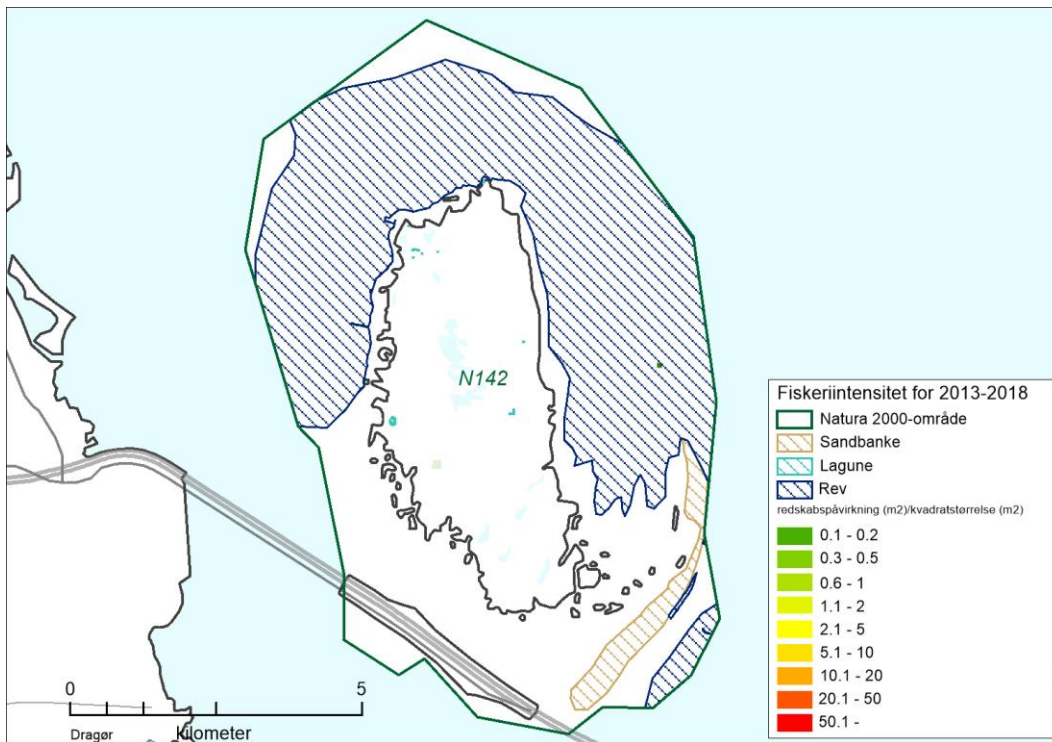 N142
Fiskeriintensitet for 2013-2018
Natura 2000-område
Sandbanke
Lagune
Rev
redskabspåvirkning (m2)/kvadratstørrelse (m2)
0.1 - 0.2
0.3 - 0.5
0.6 - 1
1.1 - 2
2.1 - 5
5.1 - 10
10.1 - 20
20.1 - 50
50.1 -
0 5
Dragør kilometer